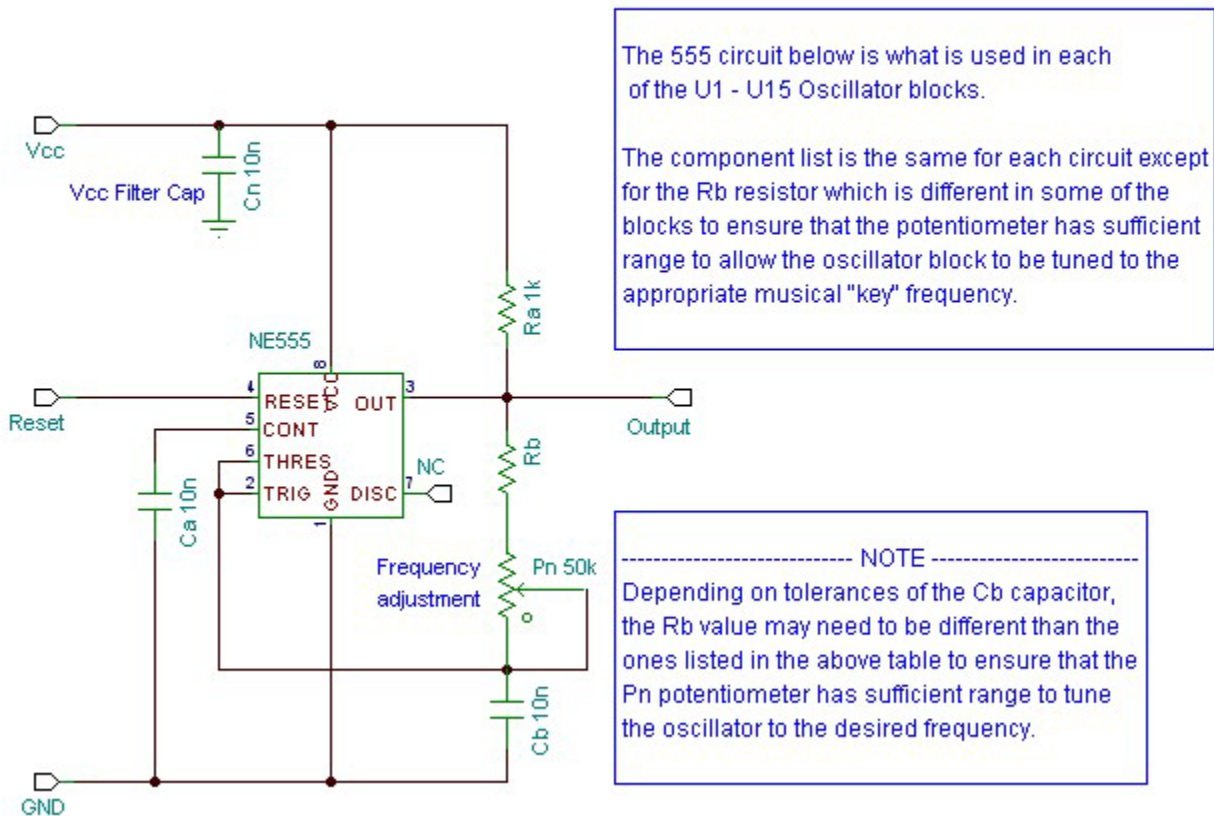 The 555 circuit below is what is used in each
of the U1 - U15 Oscillator blocks.
The component list is the same for each circuit except
for the Rb resistor which is different in some of the
blocks to ensure that the potentiometer has sufficient
range to allow the oscillator block to be tuned to the
appropriate musical "key" frequency.
Vcc
Vcc Filter Cap
Cn 10n
Ra 1k
NE555
8
VCC
Reset
4
RESET
OUT
3
Output
5
CONT
6
THRES
2
TRIG
GND
1
DISC
7
NC
Ca 10n
Rb
Frequency
adjustment
Pn 50k
Cb 10n
GND
---------------------------- NOTE -------------------------
Depending on tolerances of the Cb capacitor,
the Rb value may need to be different than the
ones listed in the above table to ensure that the
Pn potentiometer has sufficient range to tune
the oscillator to the desired frequency.